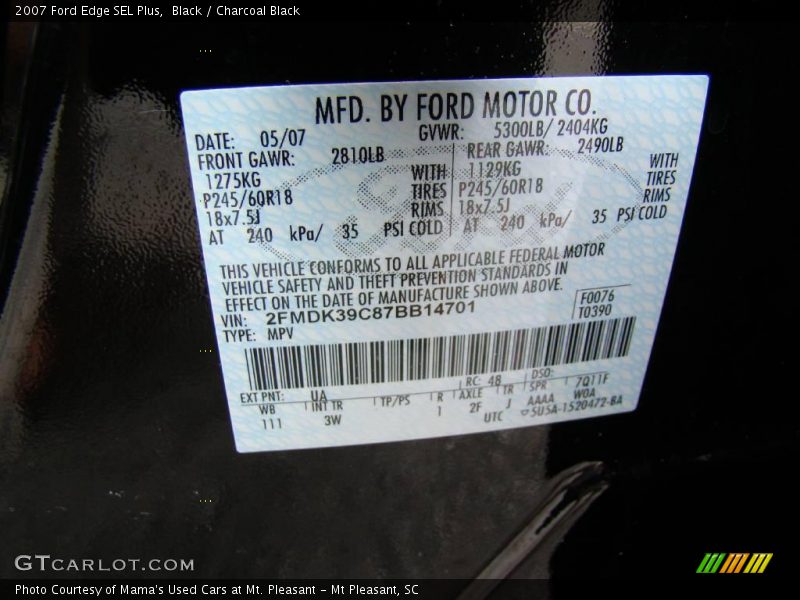 2007 Ford Edge SEL Plus,  Black / Charcoal Black
MFD. BY FORD MOTOR CO.
DATE: 05/07 GVWR: 5300LB/ 2404KG
FRONT GAWR: 2810LB REAR GAWR: 2490LB
1275KG WITH 1129KG WITH
P245/60R18 TIRES P245/60R18 TIRES
18x7.5J RIMS 18x7.5J RIMS
AT 240 kPa/ 35 PSI COLD AT 240 kPa/ 35 PSI COLD
THIS VEHICLE CONFORMS TO ALL APPLICABLE FEDERAL MOTOR
VEHICLE SAFETY AND THEFT PREVENTION STANDARDS IN
EFFECT ON THE DATE OF MANUFACTURE SHOWN ABOVE.
VIN: 2FMDK39C87BB14701 F0076
TYPE: MPV T0390
EXT PNT: UA RC: 48 DSO:
WB INT TR TP/PS R AXLE TR SPR 7Q11F
111 3W 1 2F J AAAA WOA
UTC 5U5A-1520472-BA
GTCARLOT.COM
Photo Courtesy of Mama's Used Cars at Mt. Pleasant - Mt Pleasant, SC